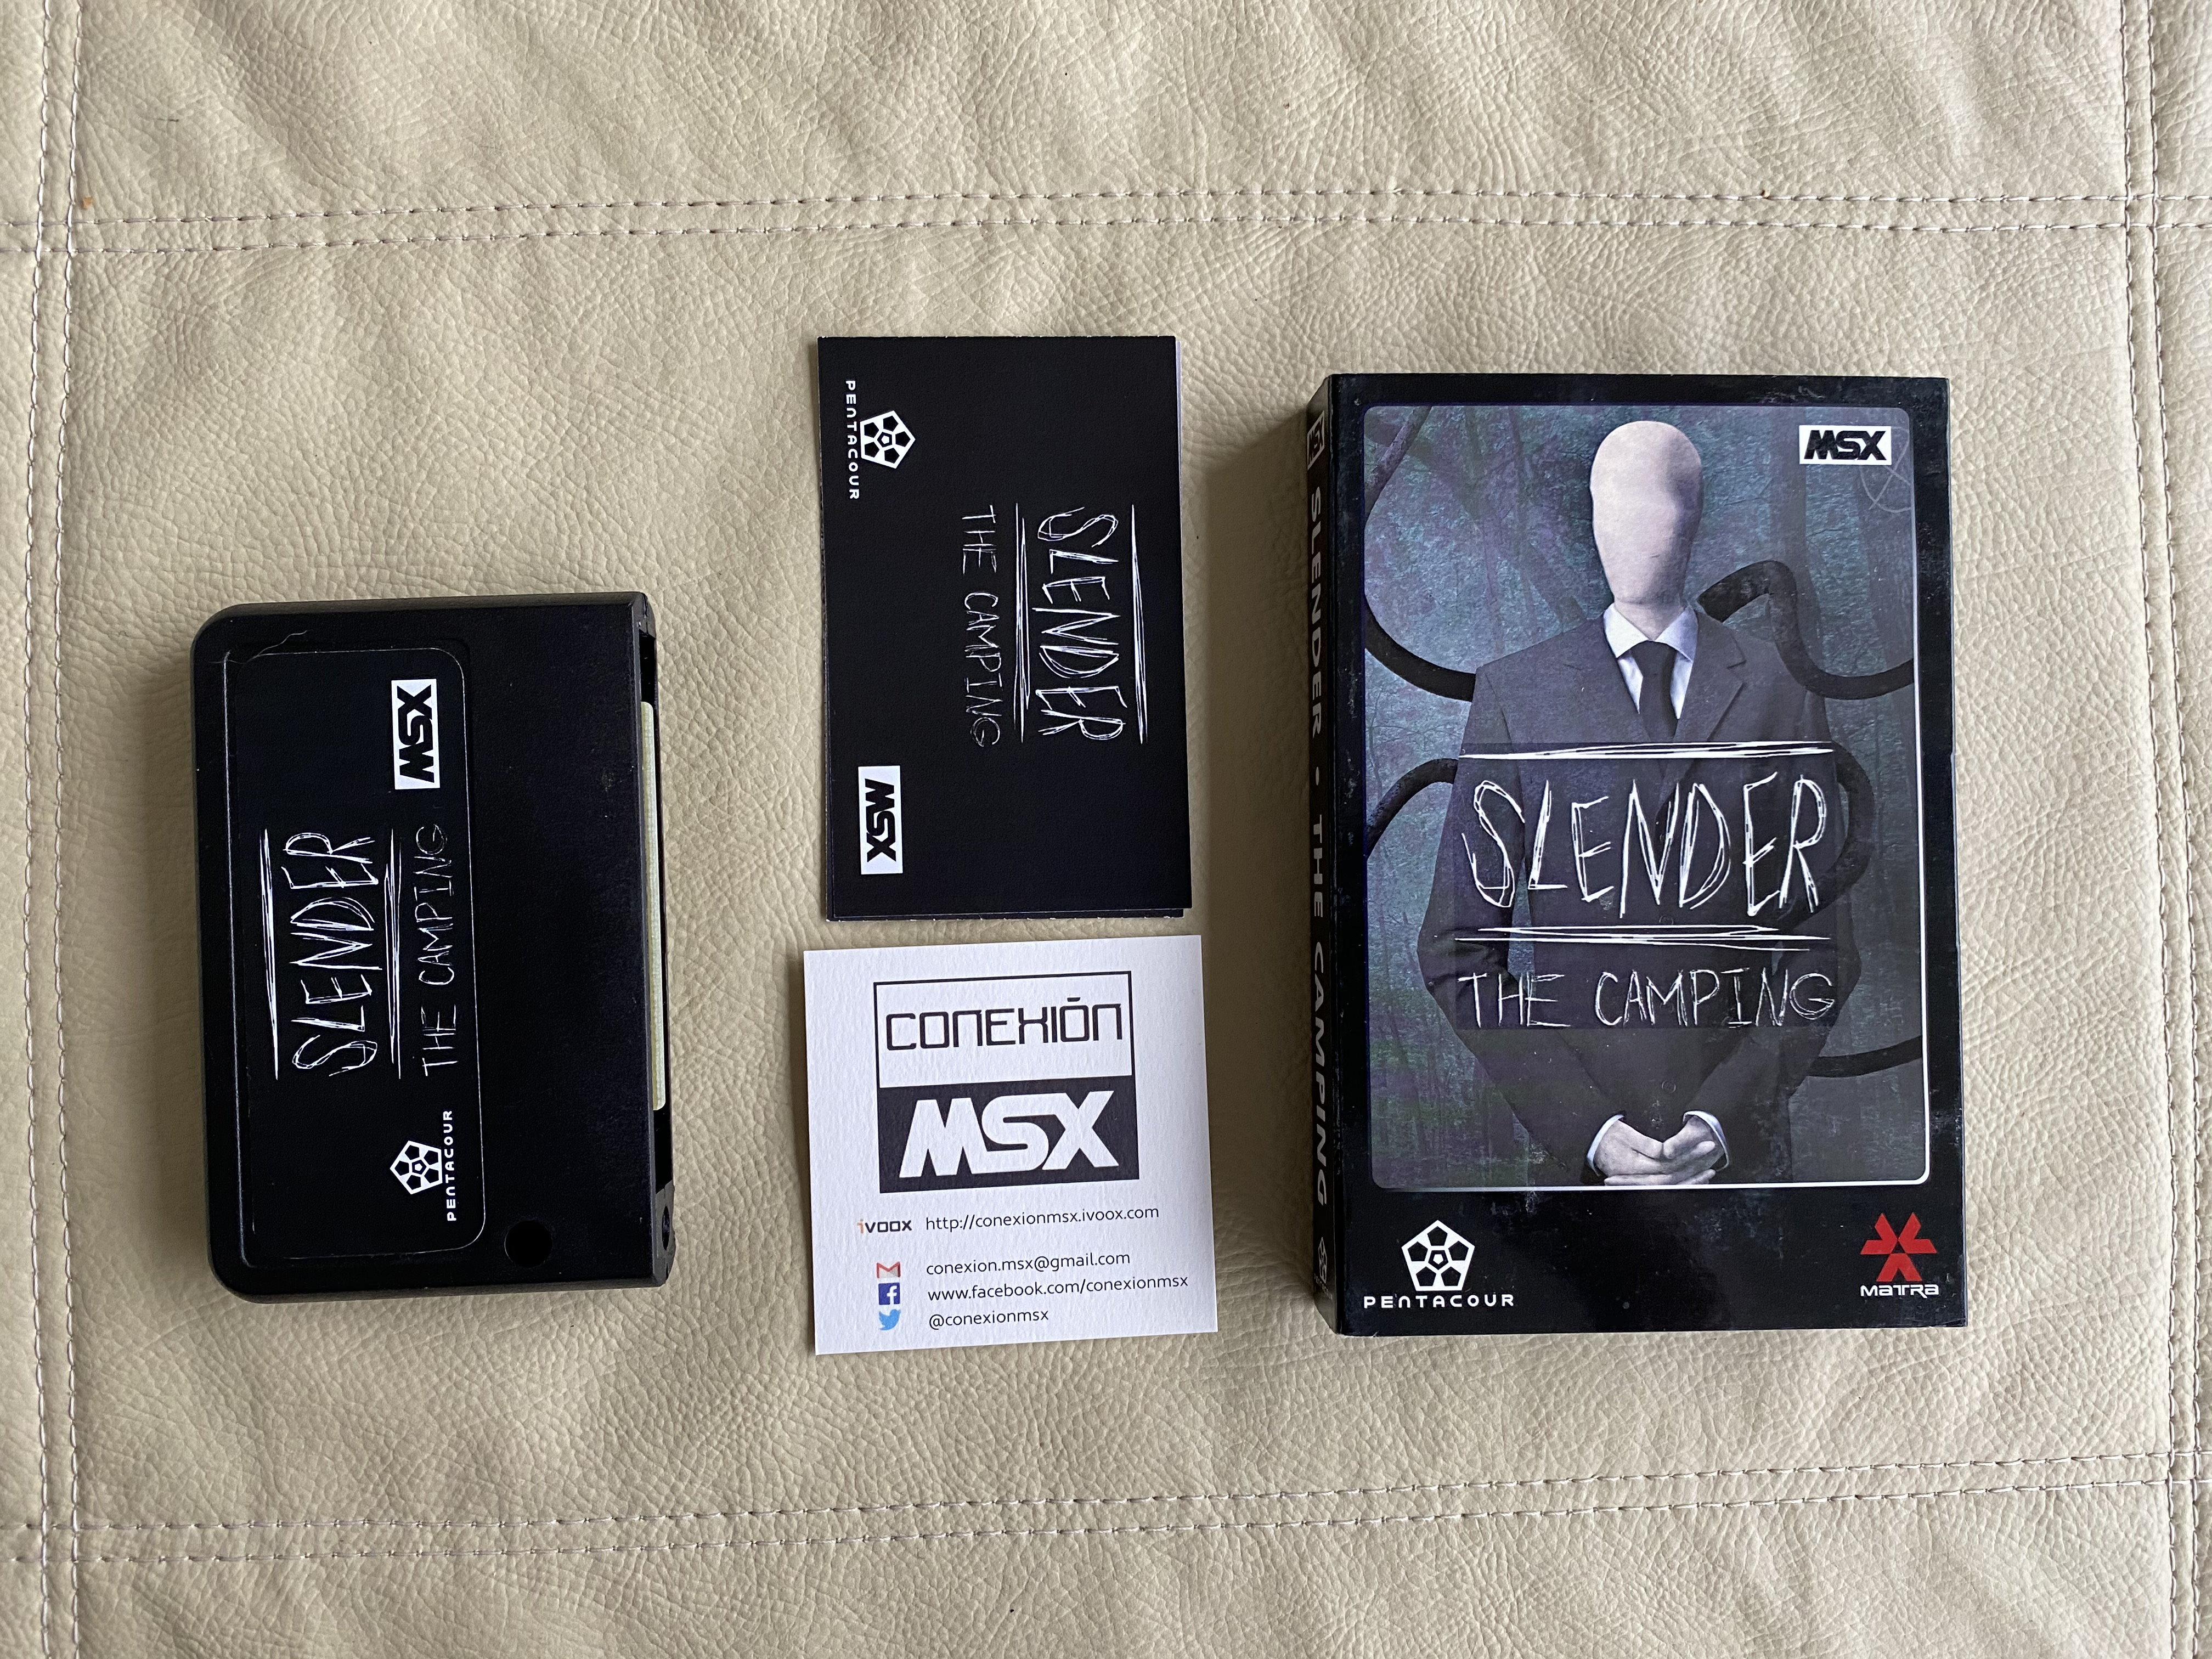 MSX
SLENDER
THE CAMPING
PENTACOUR
PENTACOUR
SLENDER
THE CAMPING
MSX
CONEXIÓN
MSX
ivoox http://conexionmsx.ivoox.com
conexion.msx@gmail.com
www.facebook.com/conexionmsx
@conexionmsx
SLENDER · THE CAMPING
MSX
SLENDER
THE CAMPING
PENTACOUR
MATRA